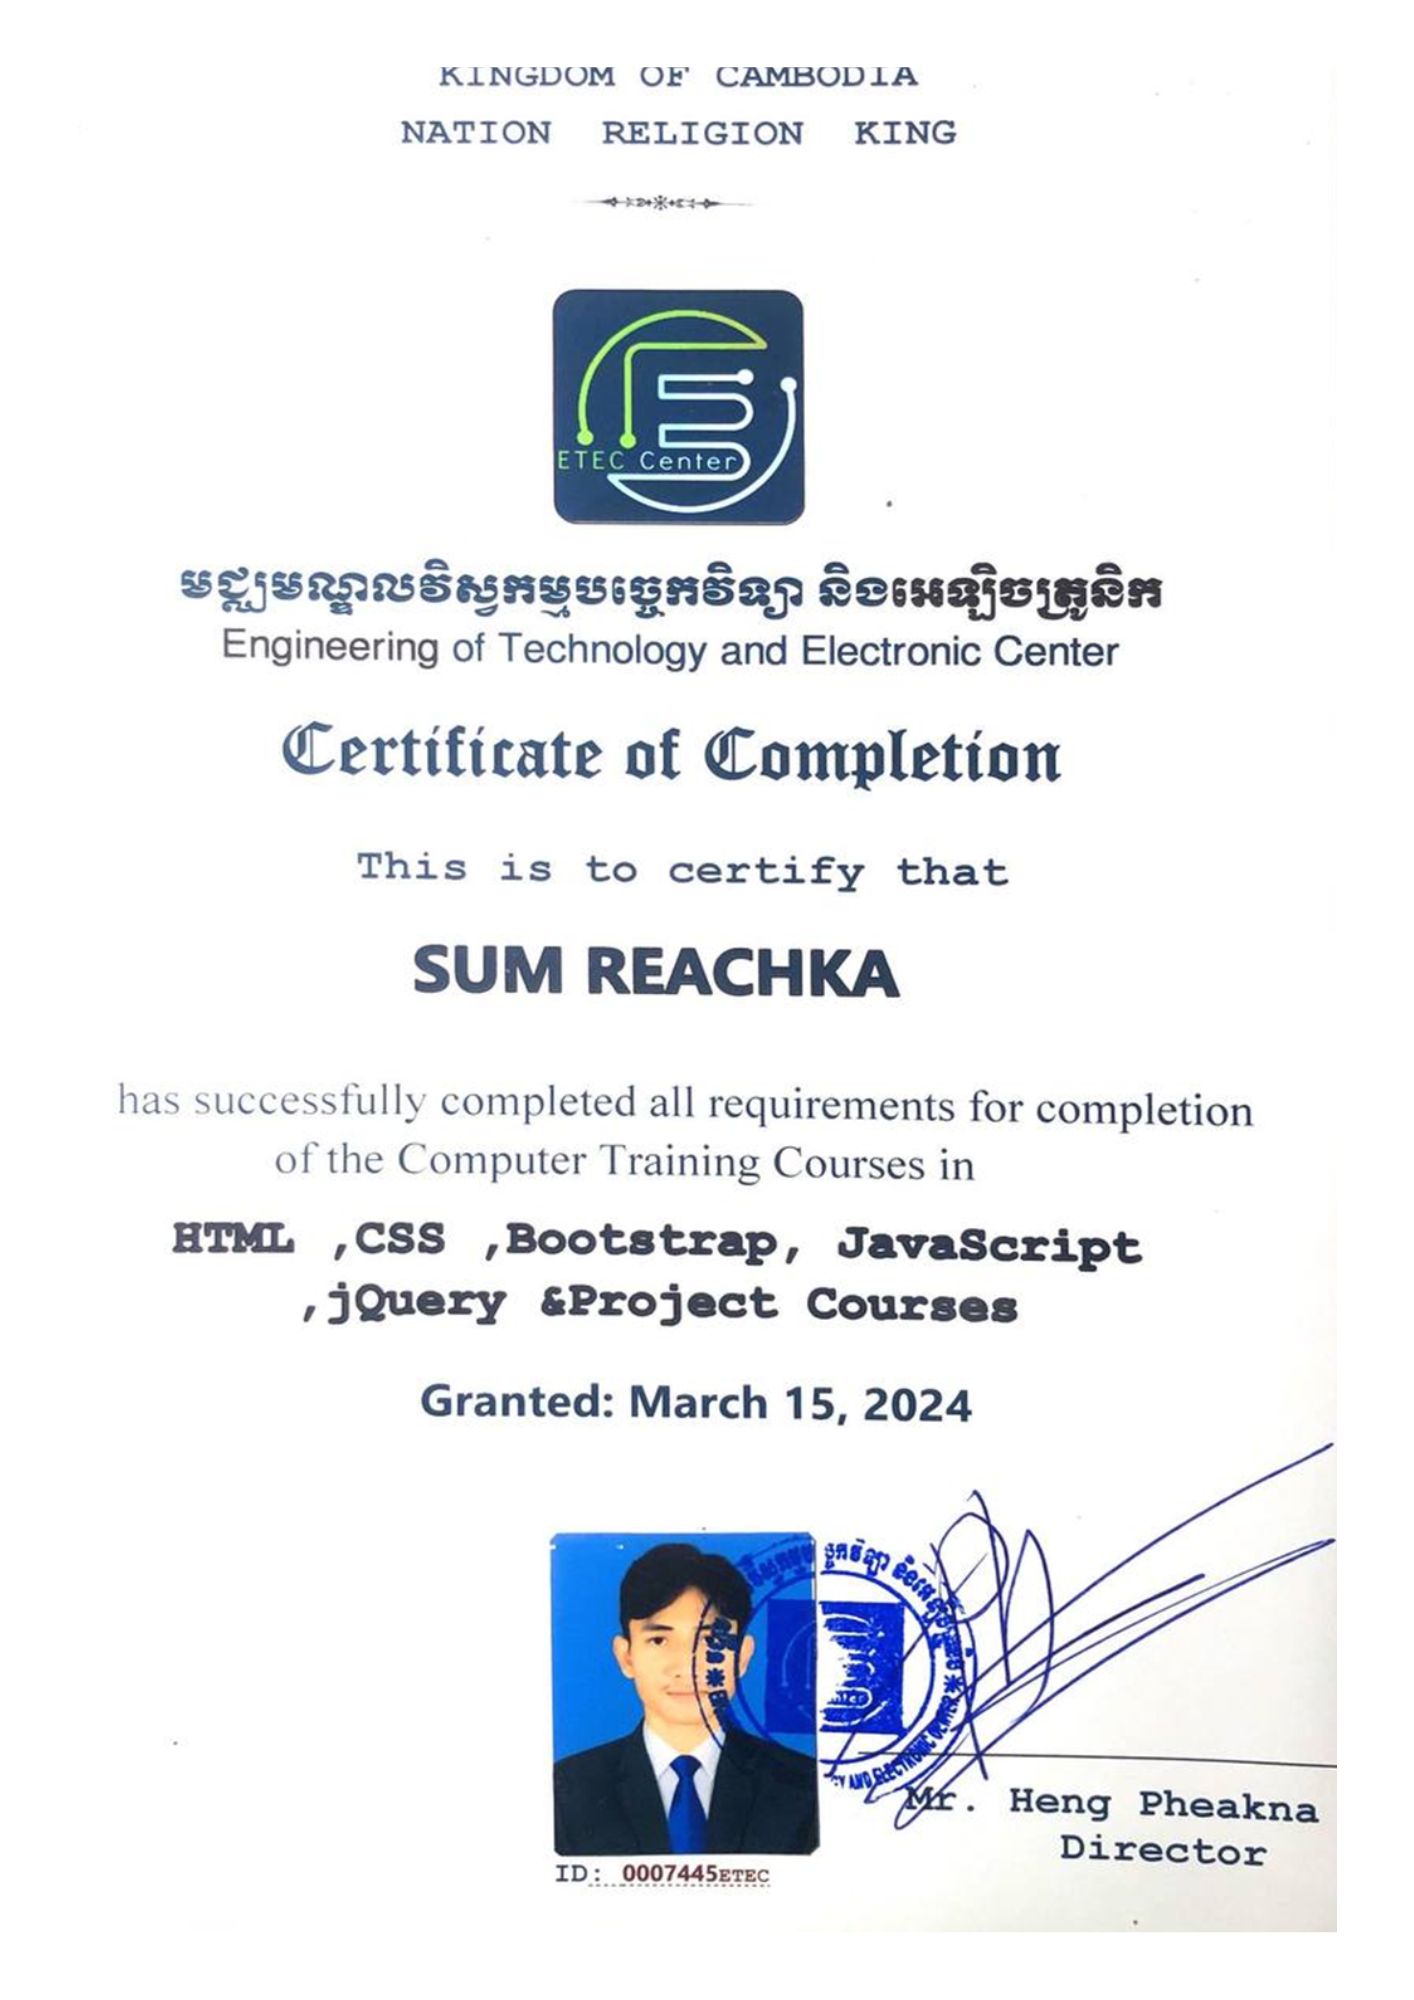 KINGDOM OF CAMBODIA
NATION RELIGION KING
ETEC Center
មជ្ឈមណ្ឌលវិស្វកម្មបច្ចេកវិទ្យា និងអេឡិចត្រូនិក
Engineering of Technology and Electronic Center
Certificate of Completion
This is to certify that
SUM REACHKA
has successfully completed all requirements for completion
of the Computer Training Courses in
HTML ,CSS ,Bootstrap, JavaScript
,jQuery &Project Courses
Granted: March 15, 2024
AND ELECTRONIC CENTER
Mr. Heng Pheakna
Director
ID: 0007445ETEC